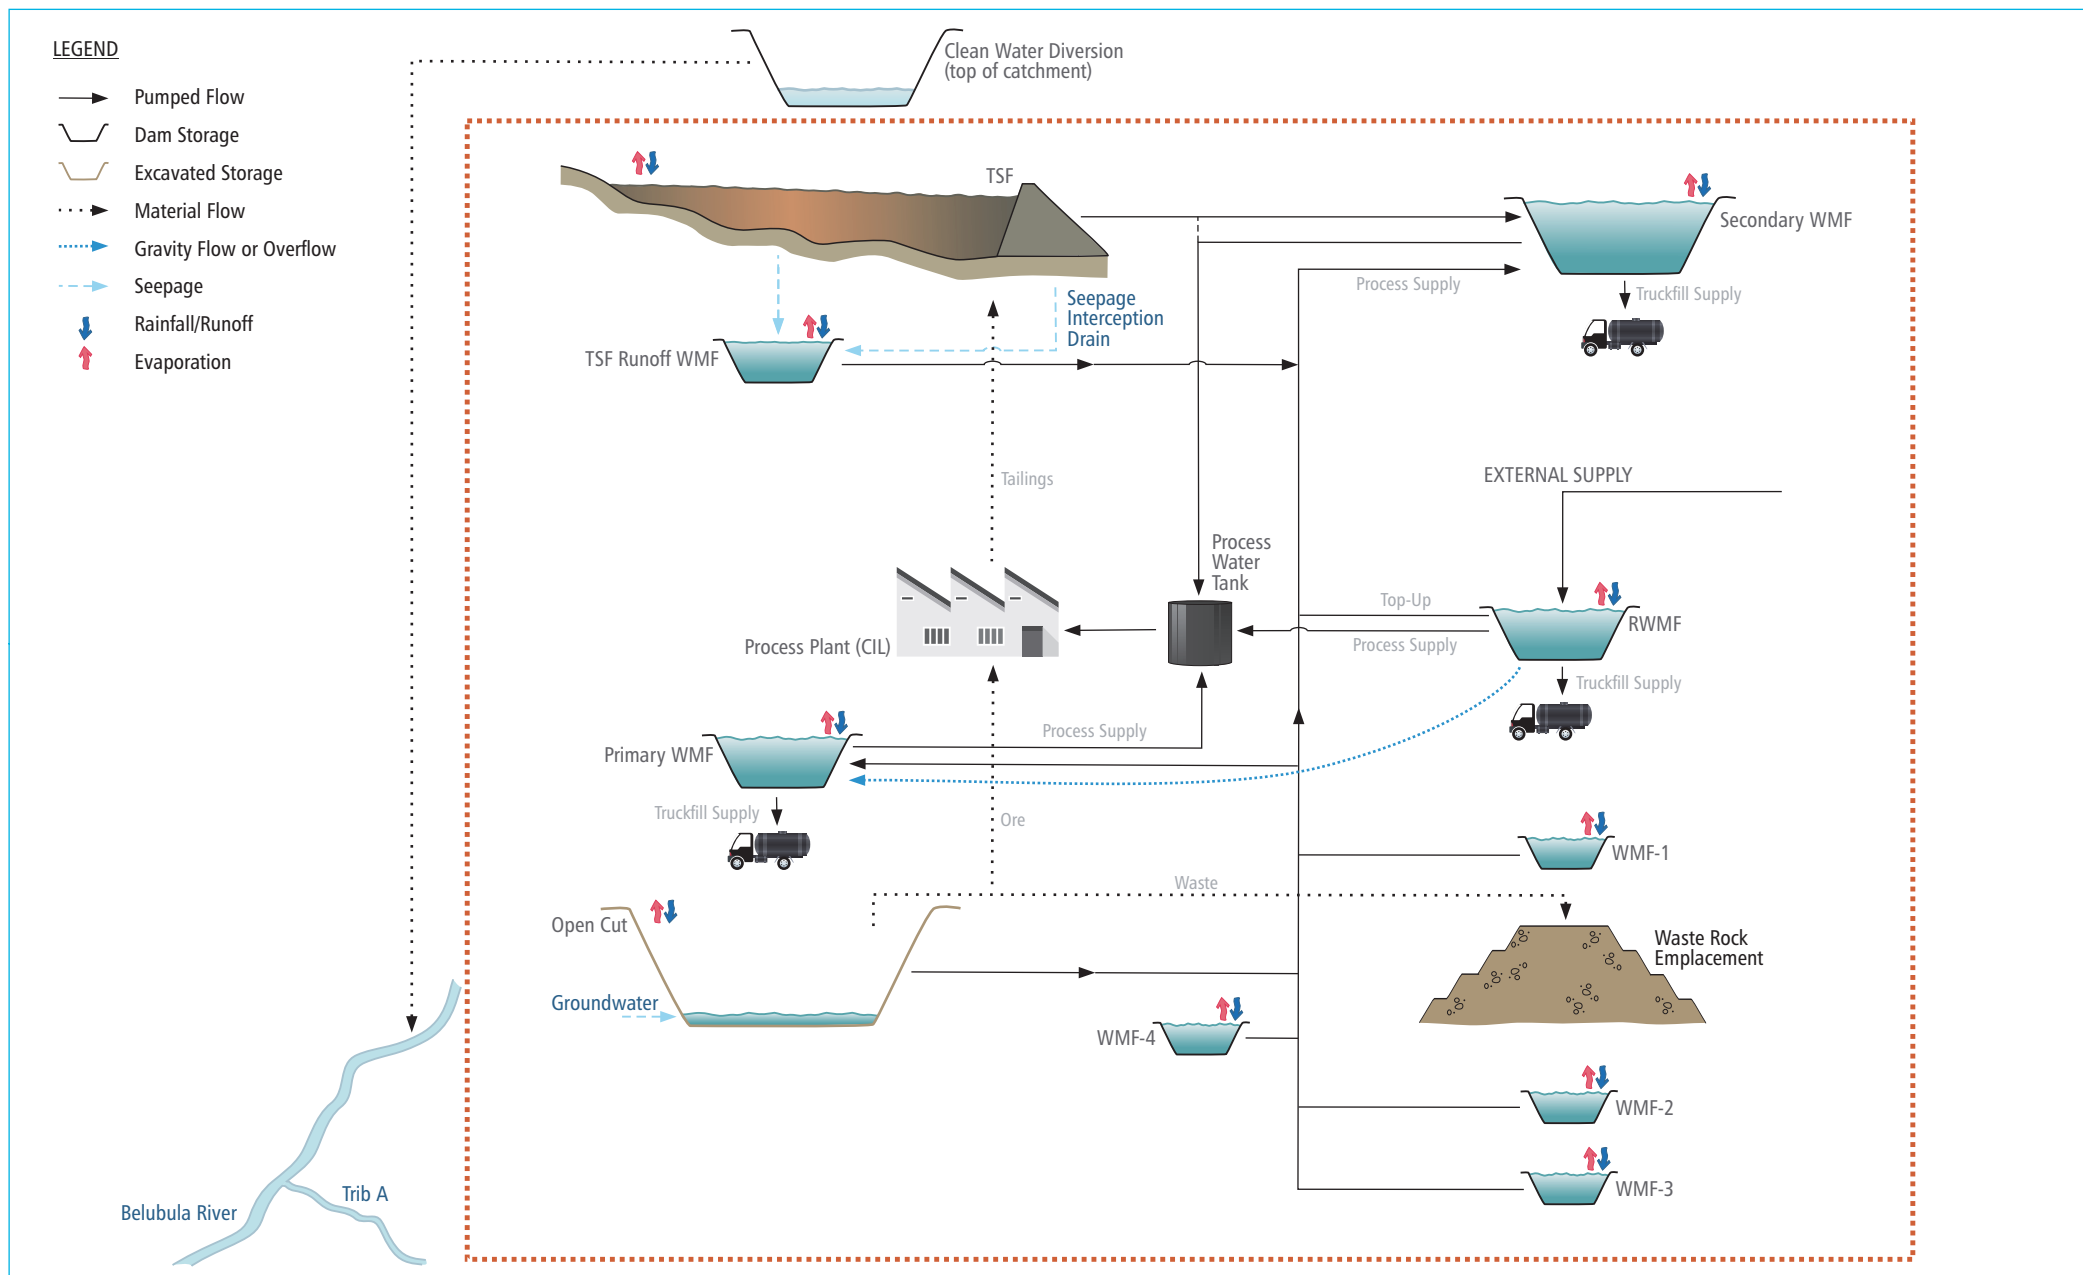 LEGEND
Pumped Flow
Dam Storage
Excavated Storage
Material Flow
Gravity Flow or Overflow
Seepage
Rainfall/Runoff
Evaporation
Clean Water Diversion
(top of catchment)
TSF
Secondary WMF
Process Supply
Truckfill Supply
Seepage
Interception
Drain
TSF Runoff WMF
Tailings
EXTERNAL SUPPLY
Process
Water
Tank
Top-Up
RWMF
Process Plant (CIL)
Process Supply
Truckfill Supply
Process Supply
Primary WMF
Truckfill Supply
Ore
WMF-1
Waste
Open Cut
Waste Rock
Emplacement
Groundwater
WMF-4
WMF-2
WMF-3
Trib A
Belubula River